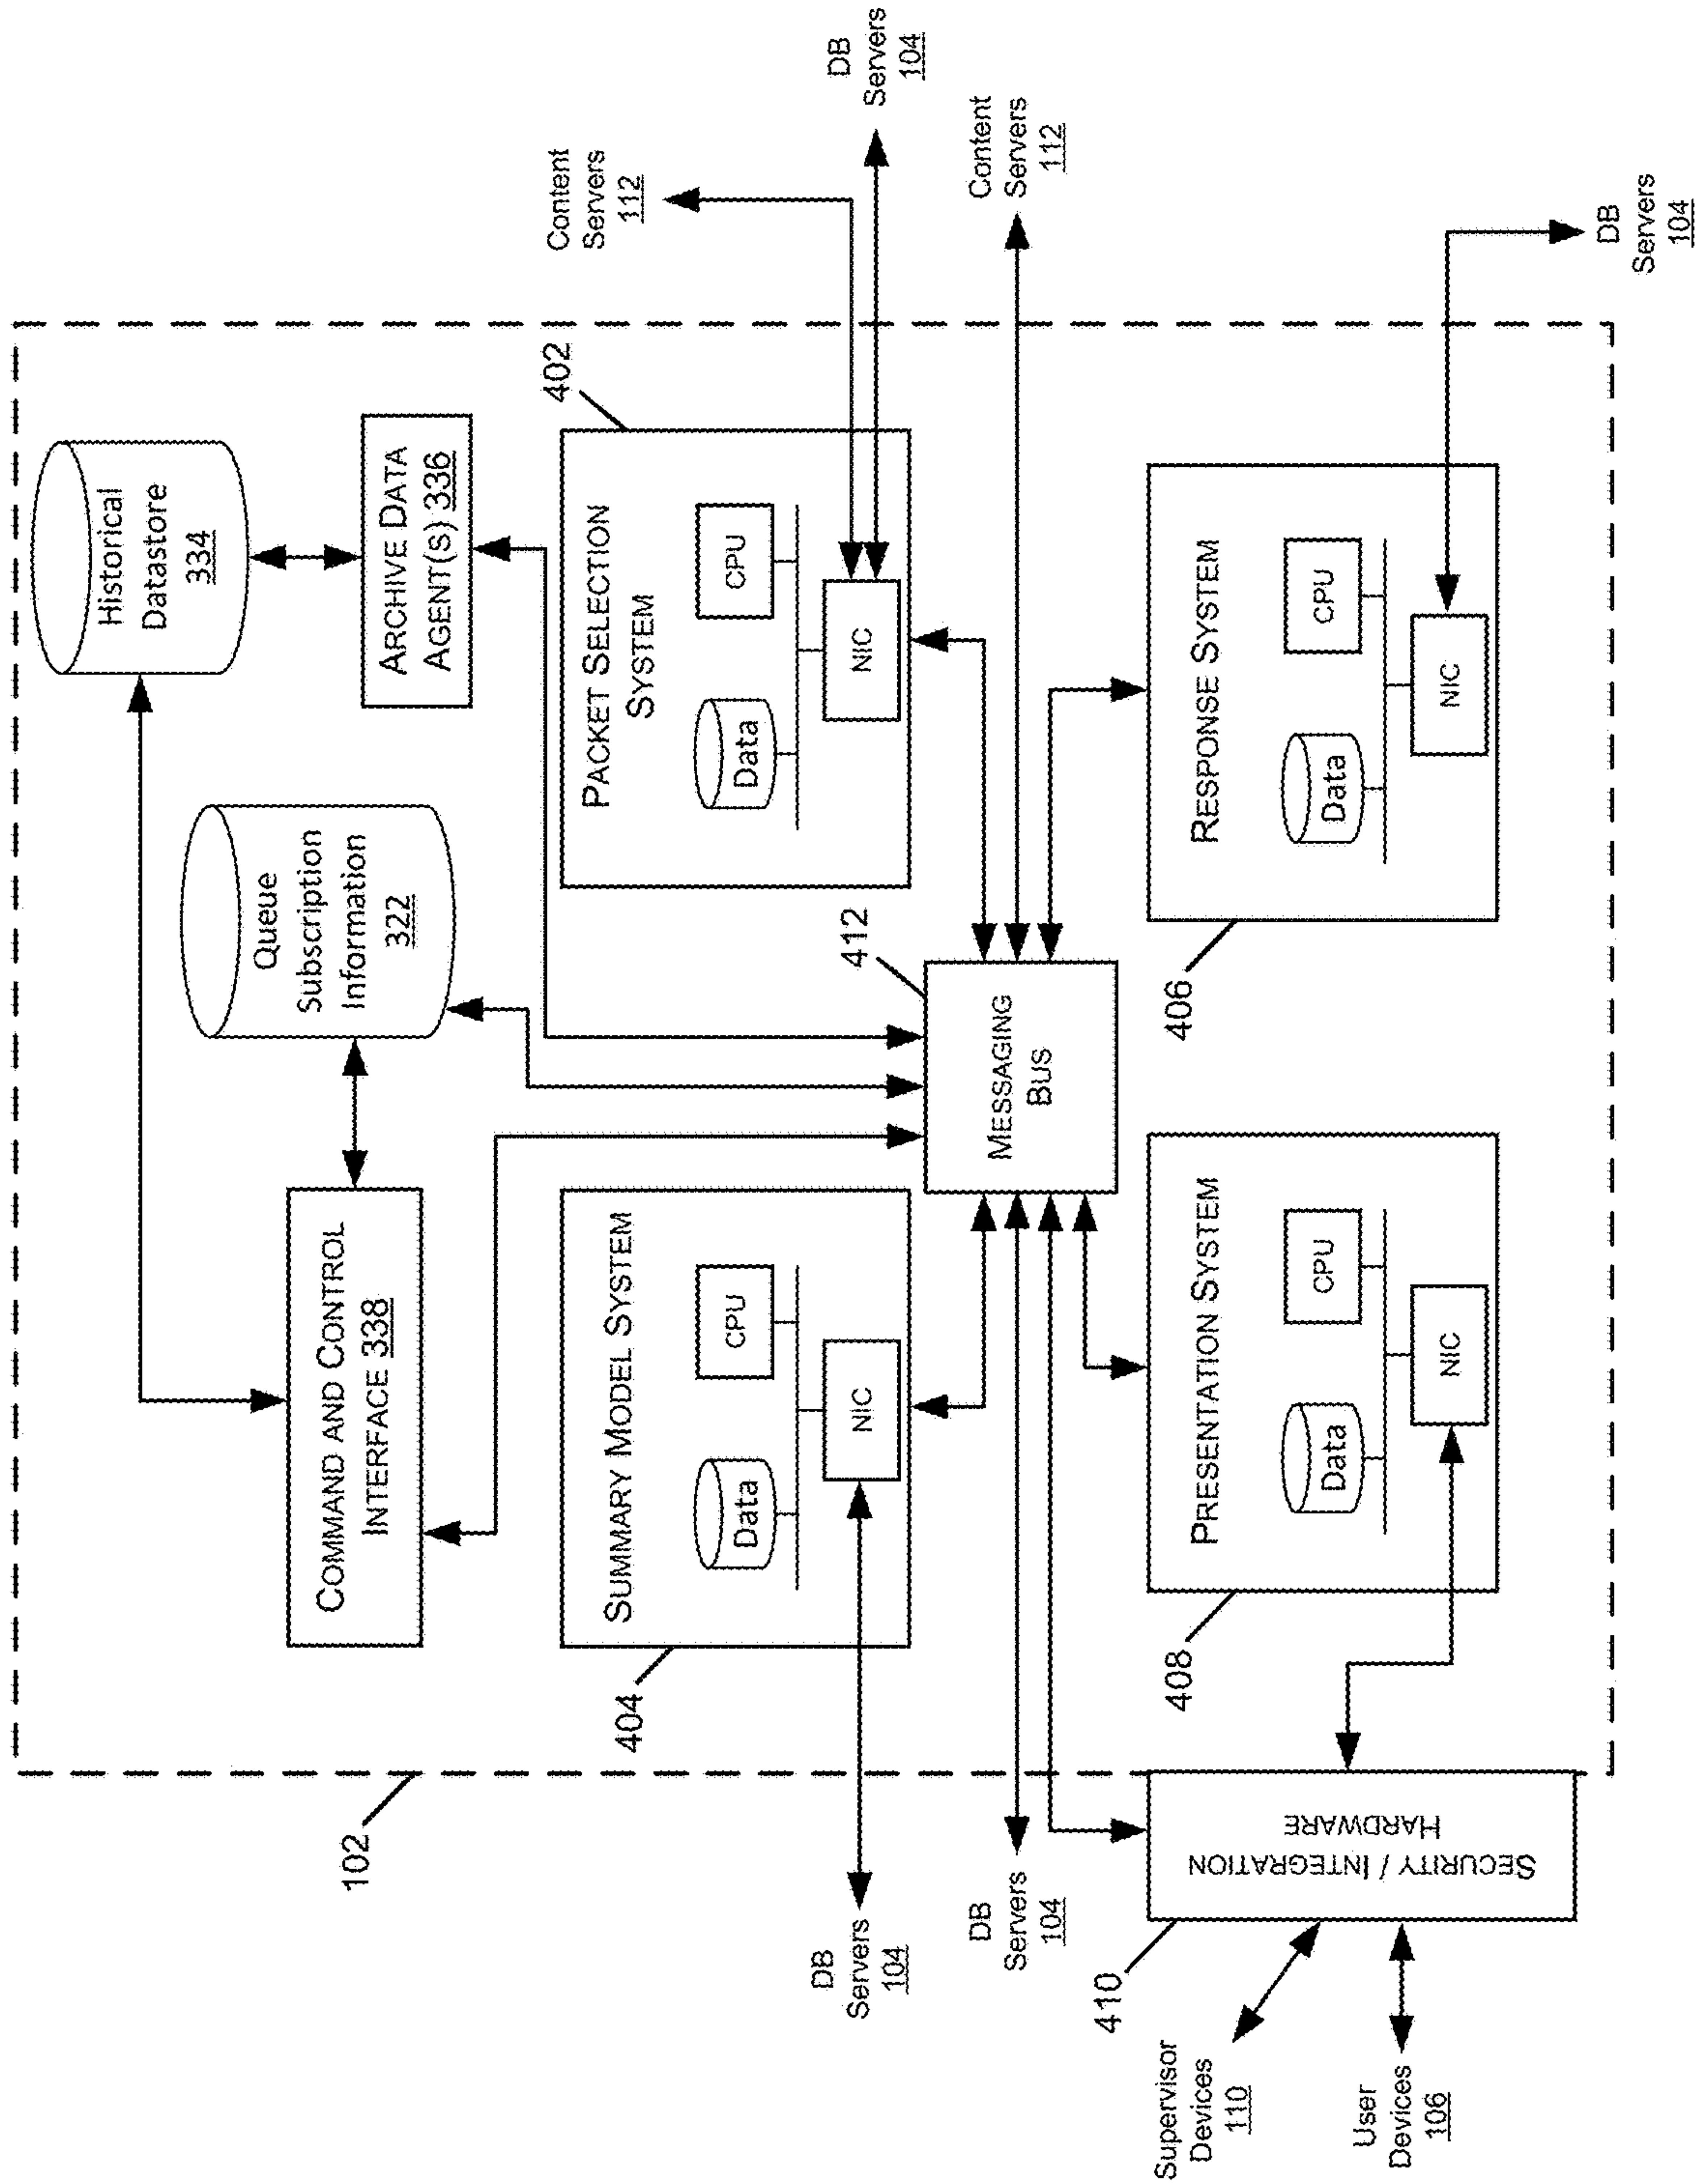 102
COMMAND AND CONTROL
INTERFACE 338
Queue
Subscription
Information
322
Historical
Datastore
334
ARCHIVE DATA
AGENT(S) 336
404
SUMMARY MODEL SYSTEM
Data
CPU
NIC
DB
Servers
104
402
PACKET SELECTION
SYSTEM
Data
CPU
NIC
Content
Servers
112
DB
Servers
104
412
MESSAGING
BUS
DB
Servers
104
Content
Servers
112
408
PRESENTATION SYSTEM
Data
CPU
NIC
406
RESPONSE SYSTEM
Data
CPU
NIC
DB
Servers
104
410
SECURITY / INTEGRATION
HARDWARE
Supervisor
Devices
110
User
Devices
106